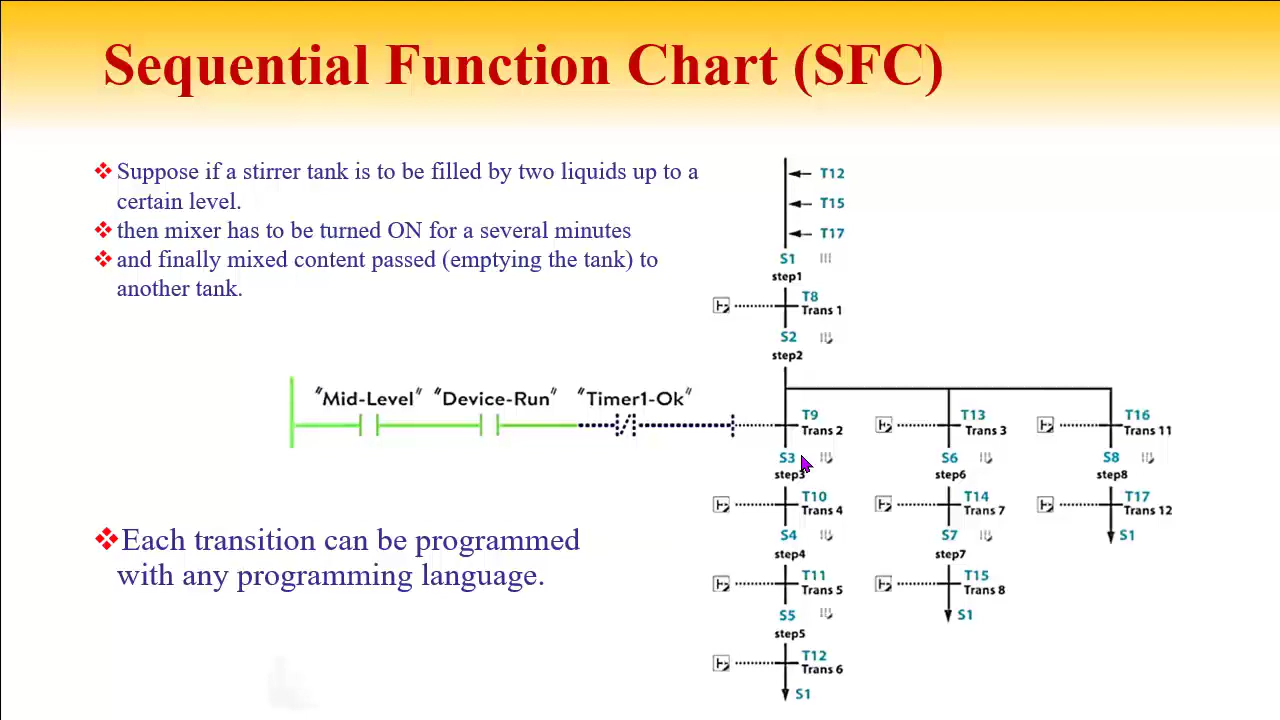 Sequential Function Chart (SFC)
❖ Suppose if a stirrer tank is to be filled by two liquids up to a
certain level.
❖ then mixer has to be turned ON for a several minutes
❖ and finally mixed content passed (emptying the tank) to
another tank.
T12
T15
T17
S1
step1
T8
Trans 1
S2
step2
"Mid-Level" "Device-Run" "Timer1-Ok"
T9
Trans 2
T13
Trans 3
T16
Trans 11
S3
step3
S6
step6
S8
step8
T10
Trans 4
T14
Trans 7
T17
Trans 12
S4
step4
S7
step7
S1
❖ Each transition can be programmed
with any programming language.
T11
Trans 5
T15
Trans 8
S5
step5
S1
T12
Trans 6
S1